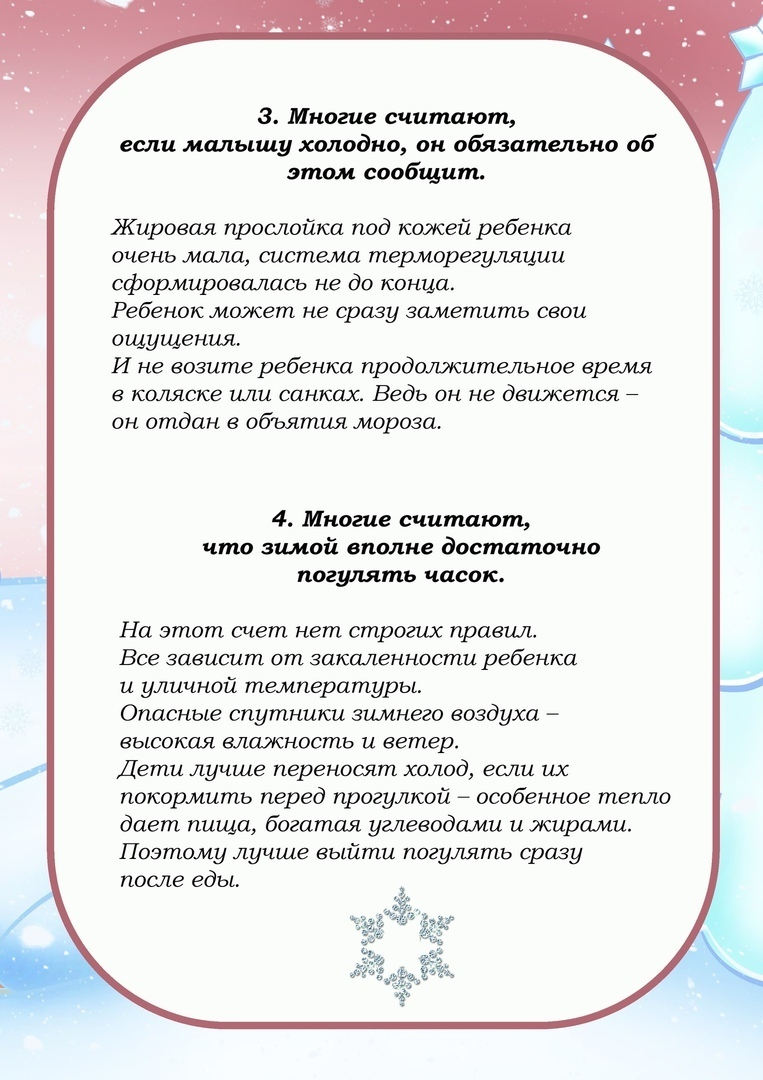 3. Многие считают,
если малышу холодно, он обязательно об
этом сообщит.
Жировая прослойка под кожей ребенка
очень мала, система терморегуляции
сформировалась не до конца.
Ребенок может не сразу заметить свои
ощущения.
И не возите ребенка продолжительное время
в коляске или санках. Ведь он не движется –
он отдан в объятия мороза.
4. Многие считают,
что зимой вполне достаточно
погулять часок.
На этот счет нет строгих правил.
Все зависит от закаленности ребенка
и уличной температуры.
Опасные спутники зимнего воздуха –
высокая влажность и ветер.
Дети лучше переносят холод, если их
покормить перед прогулкой – особенное тепло
дает пища, богатая углеводами и жирами.
Поэтому лучше выйти погулять сразу
после еды.